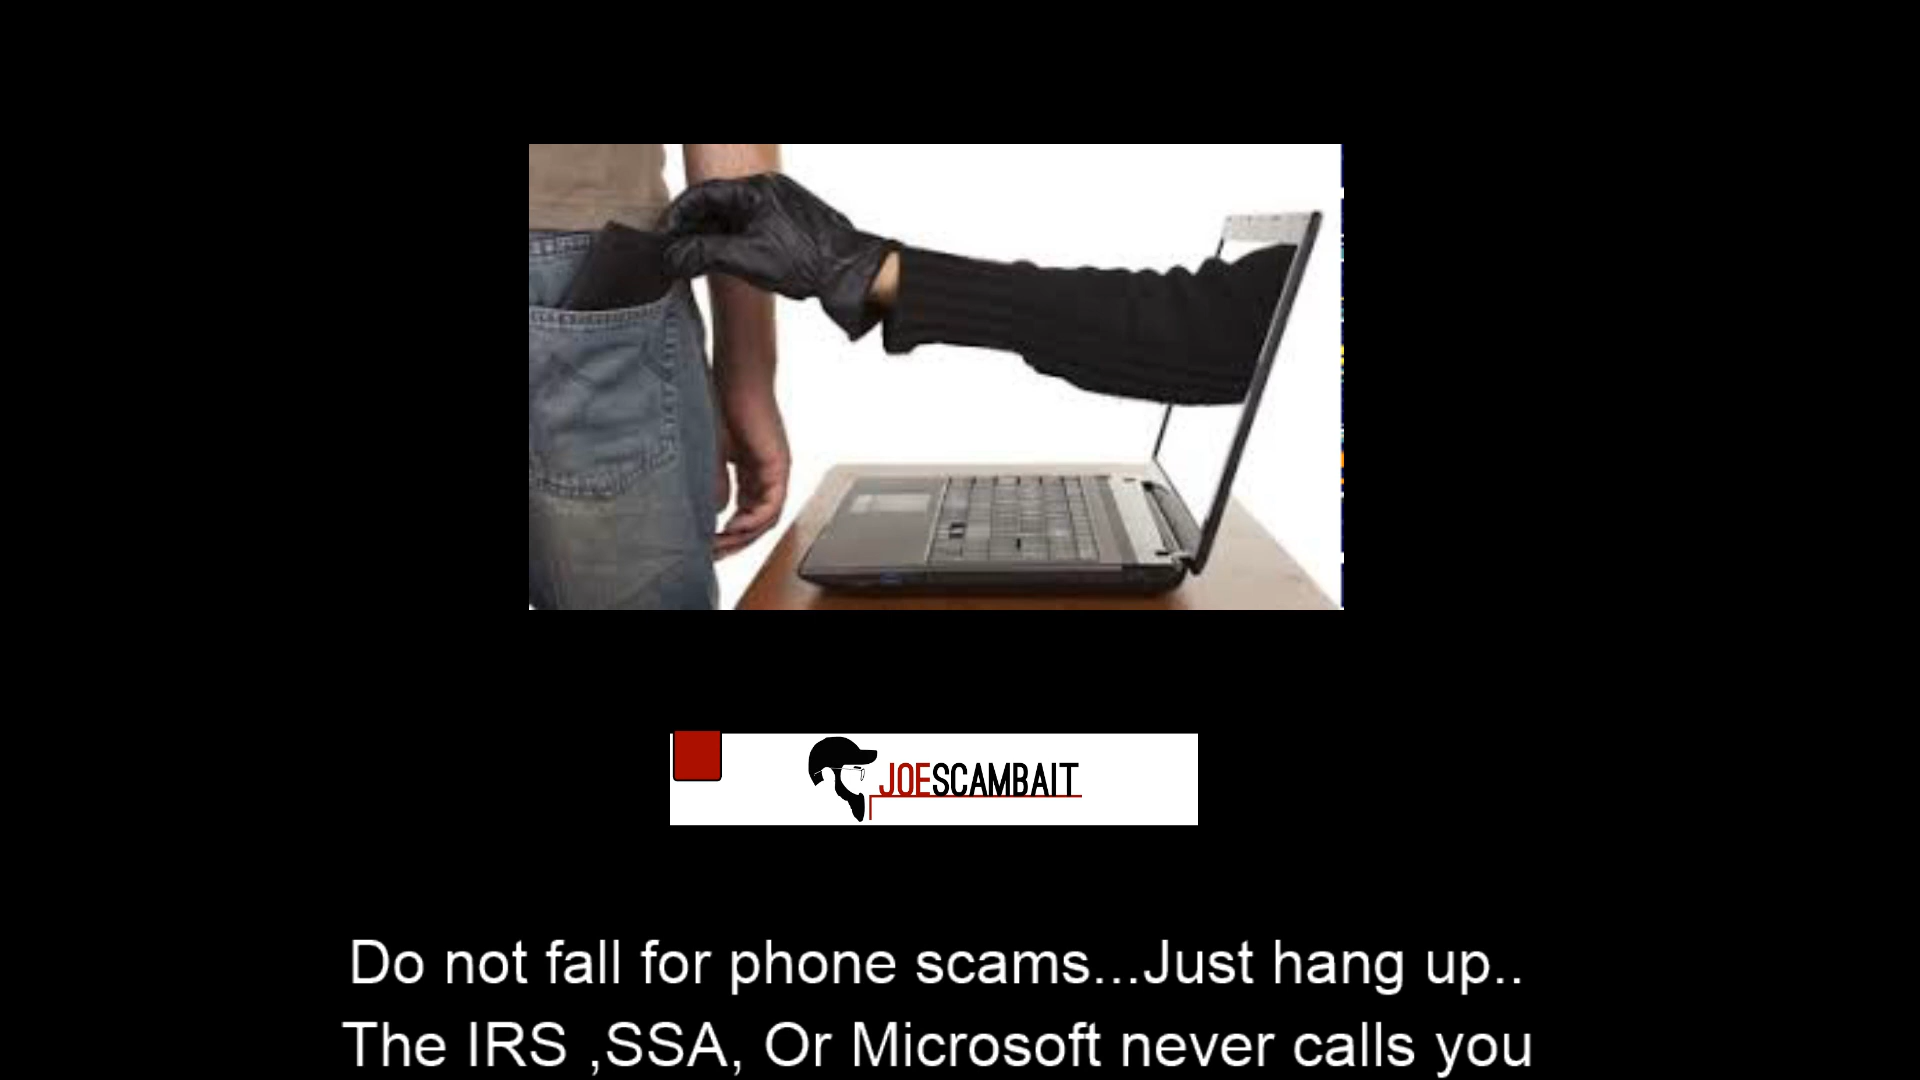 JOESCAMBAIT
Do not fall for phone scams...Just hang up..
The IRS ,SSA, Or Microsoft never calls you